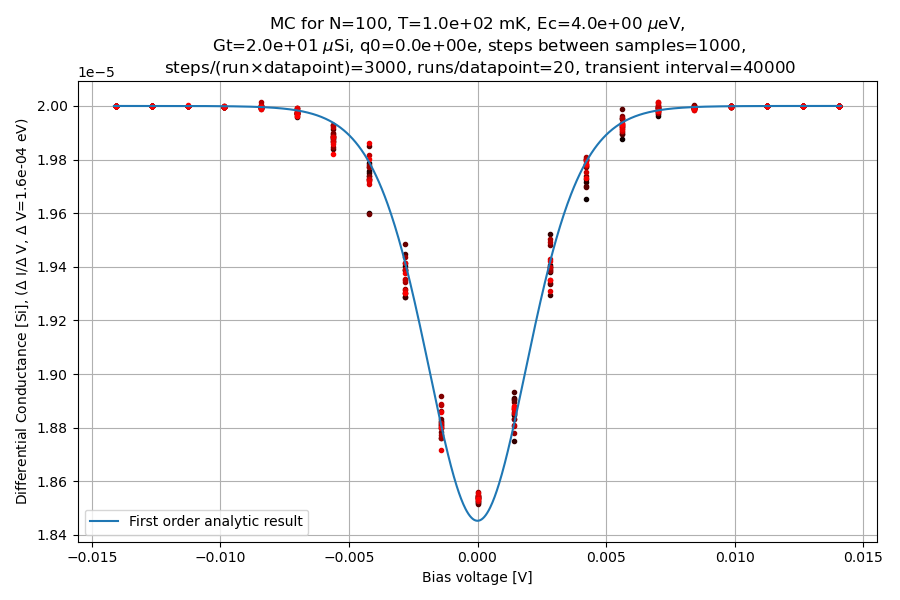 MC for N=100, T=1.0e+02 mK, Ec=4.0e+00 μeV,
Gt=2.0e+01 μSi, q0=0.0e+00e, steps between samples=1000,
steps/(run×datapoint)=3000, runs/datapoint=20, transient interval=40000
1e−5
2.00
1.98
1.96
1.94
1.92
1.90
1.88
1.86
1.84
Differential Conductance [Si], (Δ I/Δ V, Δ V=1.6e-04 eV)
First order analytic result
−0.015
−0.010
−0.005
0.000
0.005
0.010
0.015
Bias voltage [V]